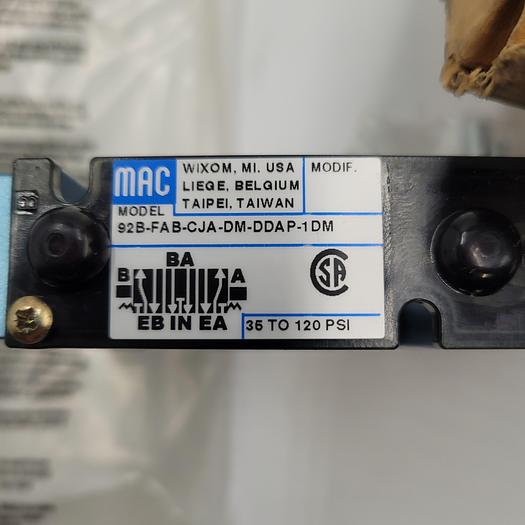 MAC
WIXOM, MI. USA
LIEGE, BELGIUM
TAIPEI, TAIWAN
MODIF.
MODEL
92B-FAB-CJA-DM-DDAP-1DM
BA
B A
EB IN EA
SA
35 TO 120 PSI
B